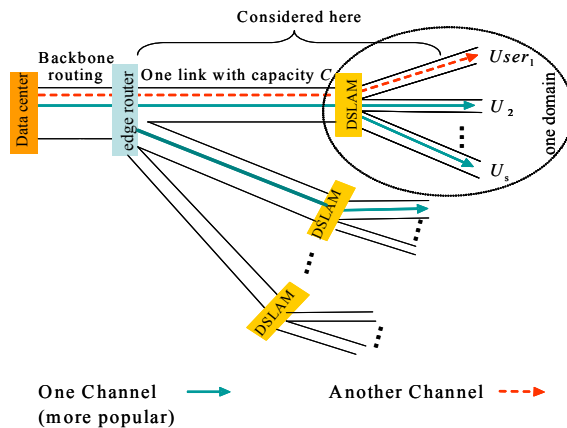 Considered here
Backbone
routing
One link with capacity C
Data center
edge router
DSLAM
User1
U2
Us
one domain
DSLAM
DSLAM
One Channel
(more popular)
Another Channel